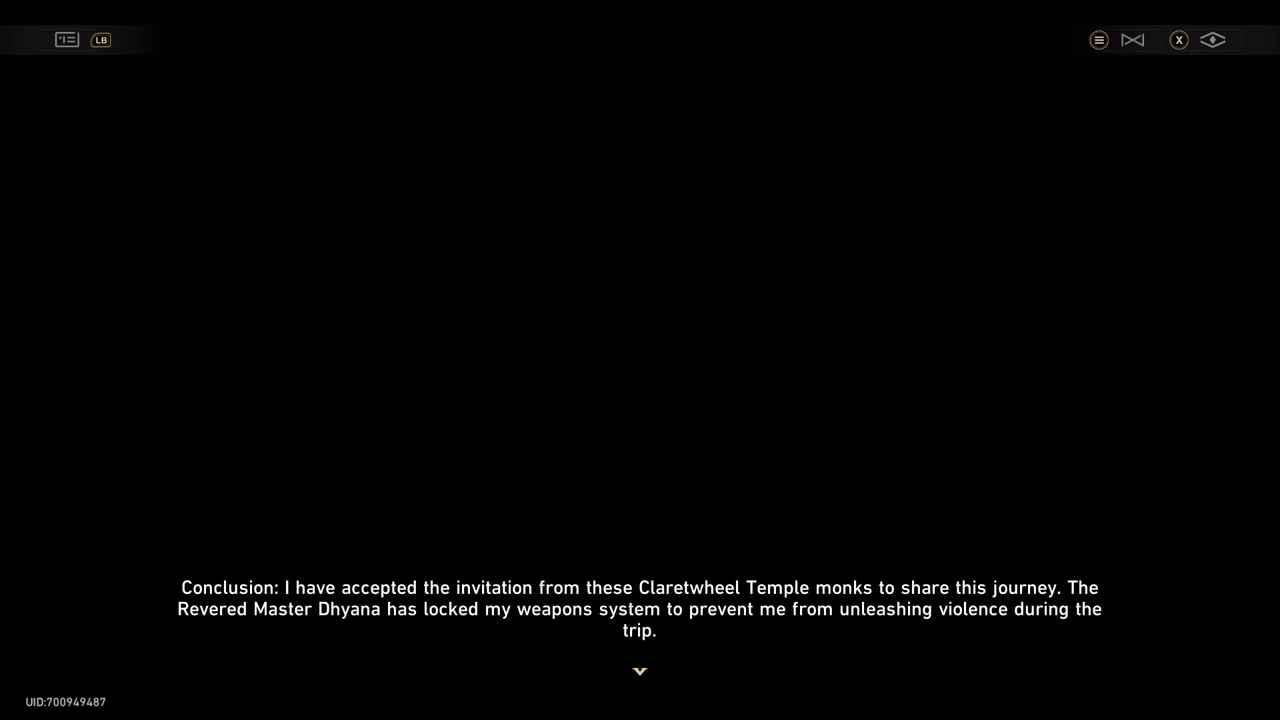 LB
X
Conclusion: I have accepted the invitation from these Claretwheel Temple monks to share this journey. The
Revered Master Dhyana has locked my weapons system to prevent me from unleashing violence during the
trip.
UID:700949487